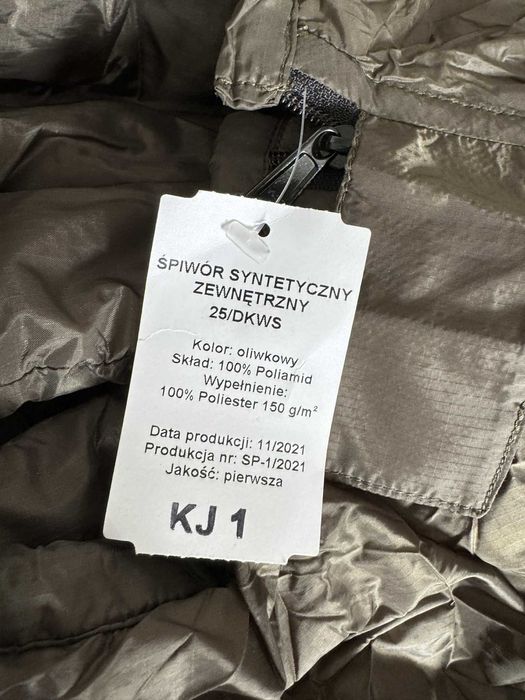 ŚPIWÓR SYNTETYCZNY
ZEWNĘTRZNY
25/DKWS
Kolor: oliwkowy
Skład: 100% Poliamid
Wypełnienie:
100% Poliester 150 g/m²
Data produkcji: 11/2021
Produkcja nr: SP-1/2021
Jakość: pierwsza
KJ 1